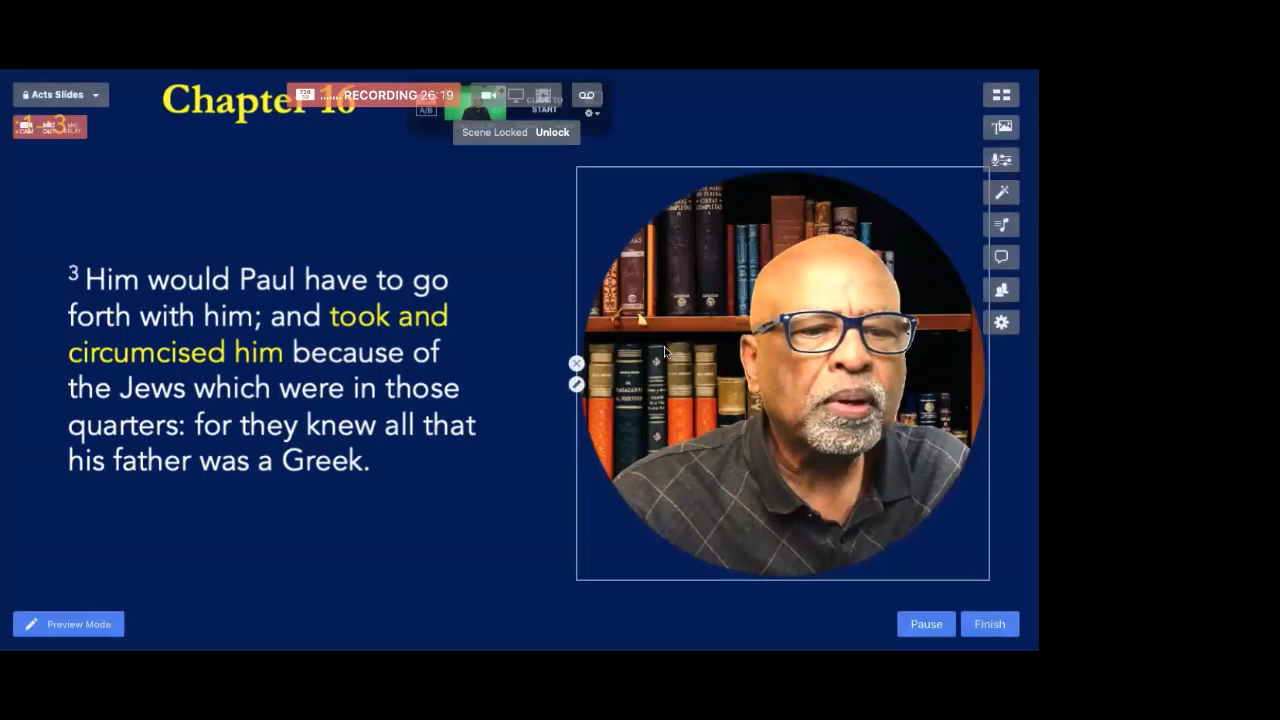 Acts Slides
Chapter 16
....... RECORDING 26:19
A/B
START
1-3
Scene Locked Unlock
3 Him would Paul have to go
forth with him; and took and
circumcised him because of
the Jews which were in those
quarters: for they knew all that
his father was a Greek.
Preview Mode
Pause
Finish